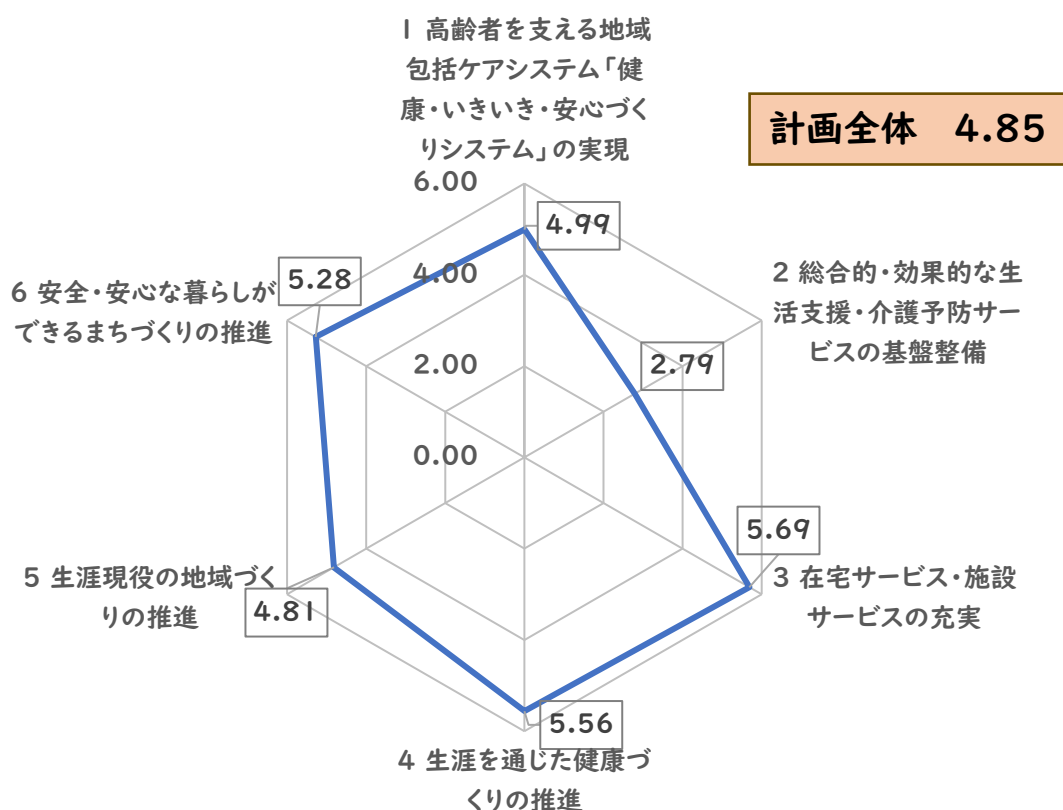 1 高齢者を支える地域
包括ケアシステム「健
康・いきいき・安心づく
りシステム」の実現
計画全体 4.85
6.00
4.99
2 総合的・効果的な生
活支援・介護予防サー
ビスの基盤整備
5.28
4.00
6 安全・安心な暮らしが
できるまちづくりの推進
2.79
2.00
0.00
5.69
3 在宅サービス・施設
サービスの充実
5 生涯現役の地域づく
りの推進
4.81
5.56
4 生涯を通じた健康づ
くりの推進